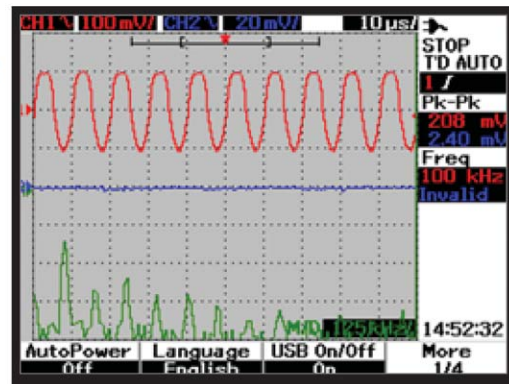 CH1 100 mV/ CH2 20 mV/ 10 µs/
STOP
T'D AUTO
1
Pk-Pk
208 mV
2.40 mV
Freq
100 kHz
Invalid
M/D 125kHz/
14:52:32
AutoPower Language USB On/Off More
Off English On 1/4